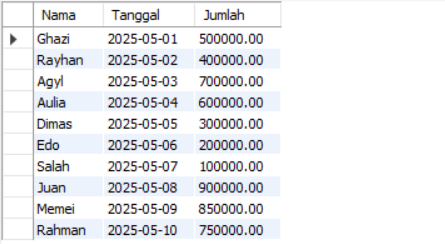 Nama Tanggal Jumlah
Ghazi 2025-05-01 500000.00
Rayhan 2025-05-02 400000.00
Agyl 2025-05-03 700000.00
Aulia 2025-05-04 600000.00
Dimas 2025-05-05 300000.00
Edo 2025-05-06 200000.00
Salah 2025-05-07 100000.00
Juan 2025-05-08 900000.00
Memei 2025-05-09 850000.00
Rahman 2025-05-10 750000.00